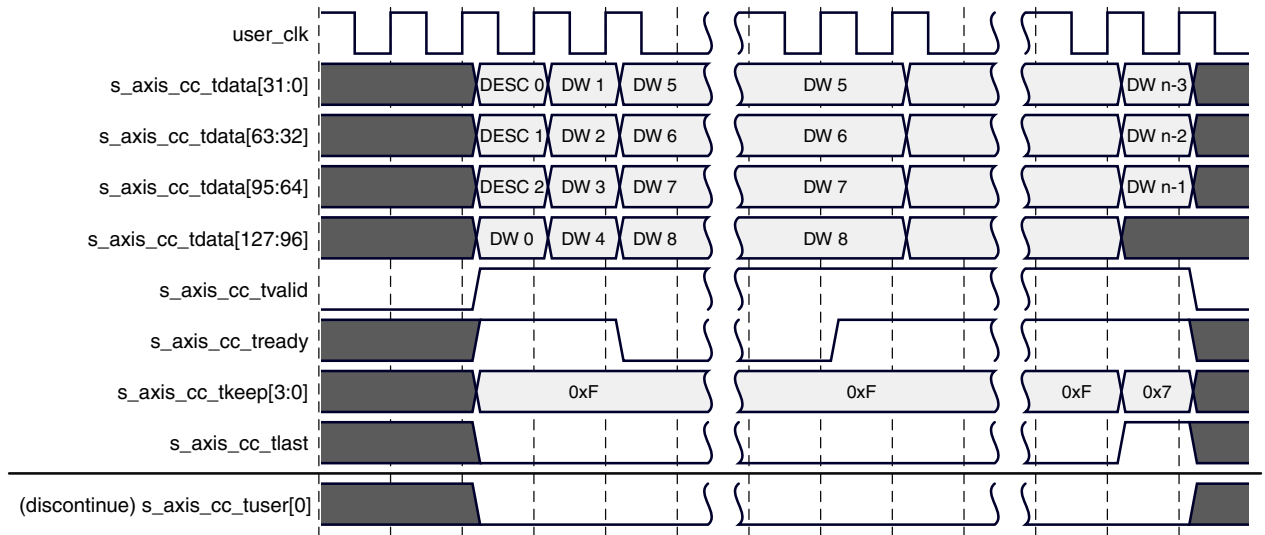 user_clk
s_axis_cc_tdata[31:0] DESC 0 DW 1 DW 5 DW 5 DW n-3
s_axis_cc_tdata[63:32] DESC 1 DW 2 DW 6 DW 6 DW n-2
s_axis_cc_tdata[95:64] DESC 2 DW 3 DW 7 DW 7 DW n-1
s_axis_cc_tdata[127:96] DW 0 DW 4 DW 8 DW 8
s_axis_cc_tvalid
s_axis_cc_tready
s_axis_cc_tkeep[3:0] 0xF 0xF 0xF 0x7
s_axis_cc_tlast
(discontinue) s_axis_cc_tuser[0]